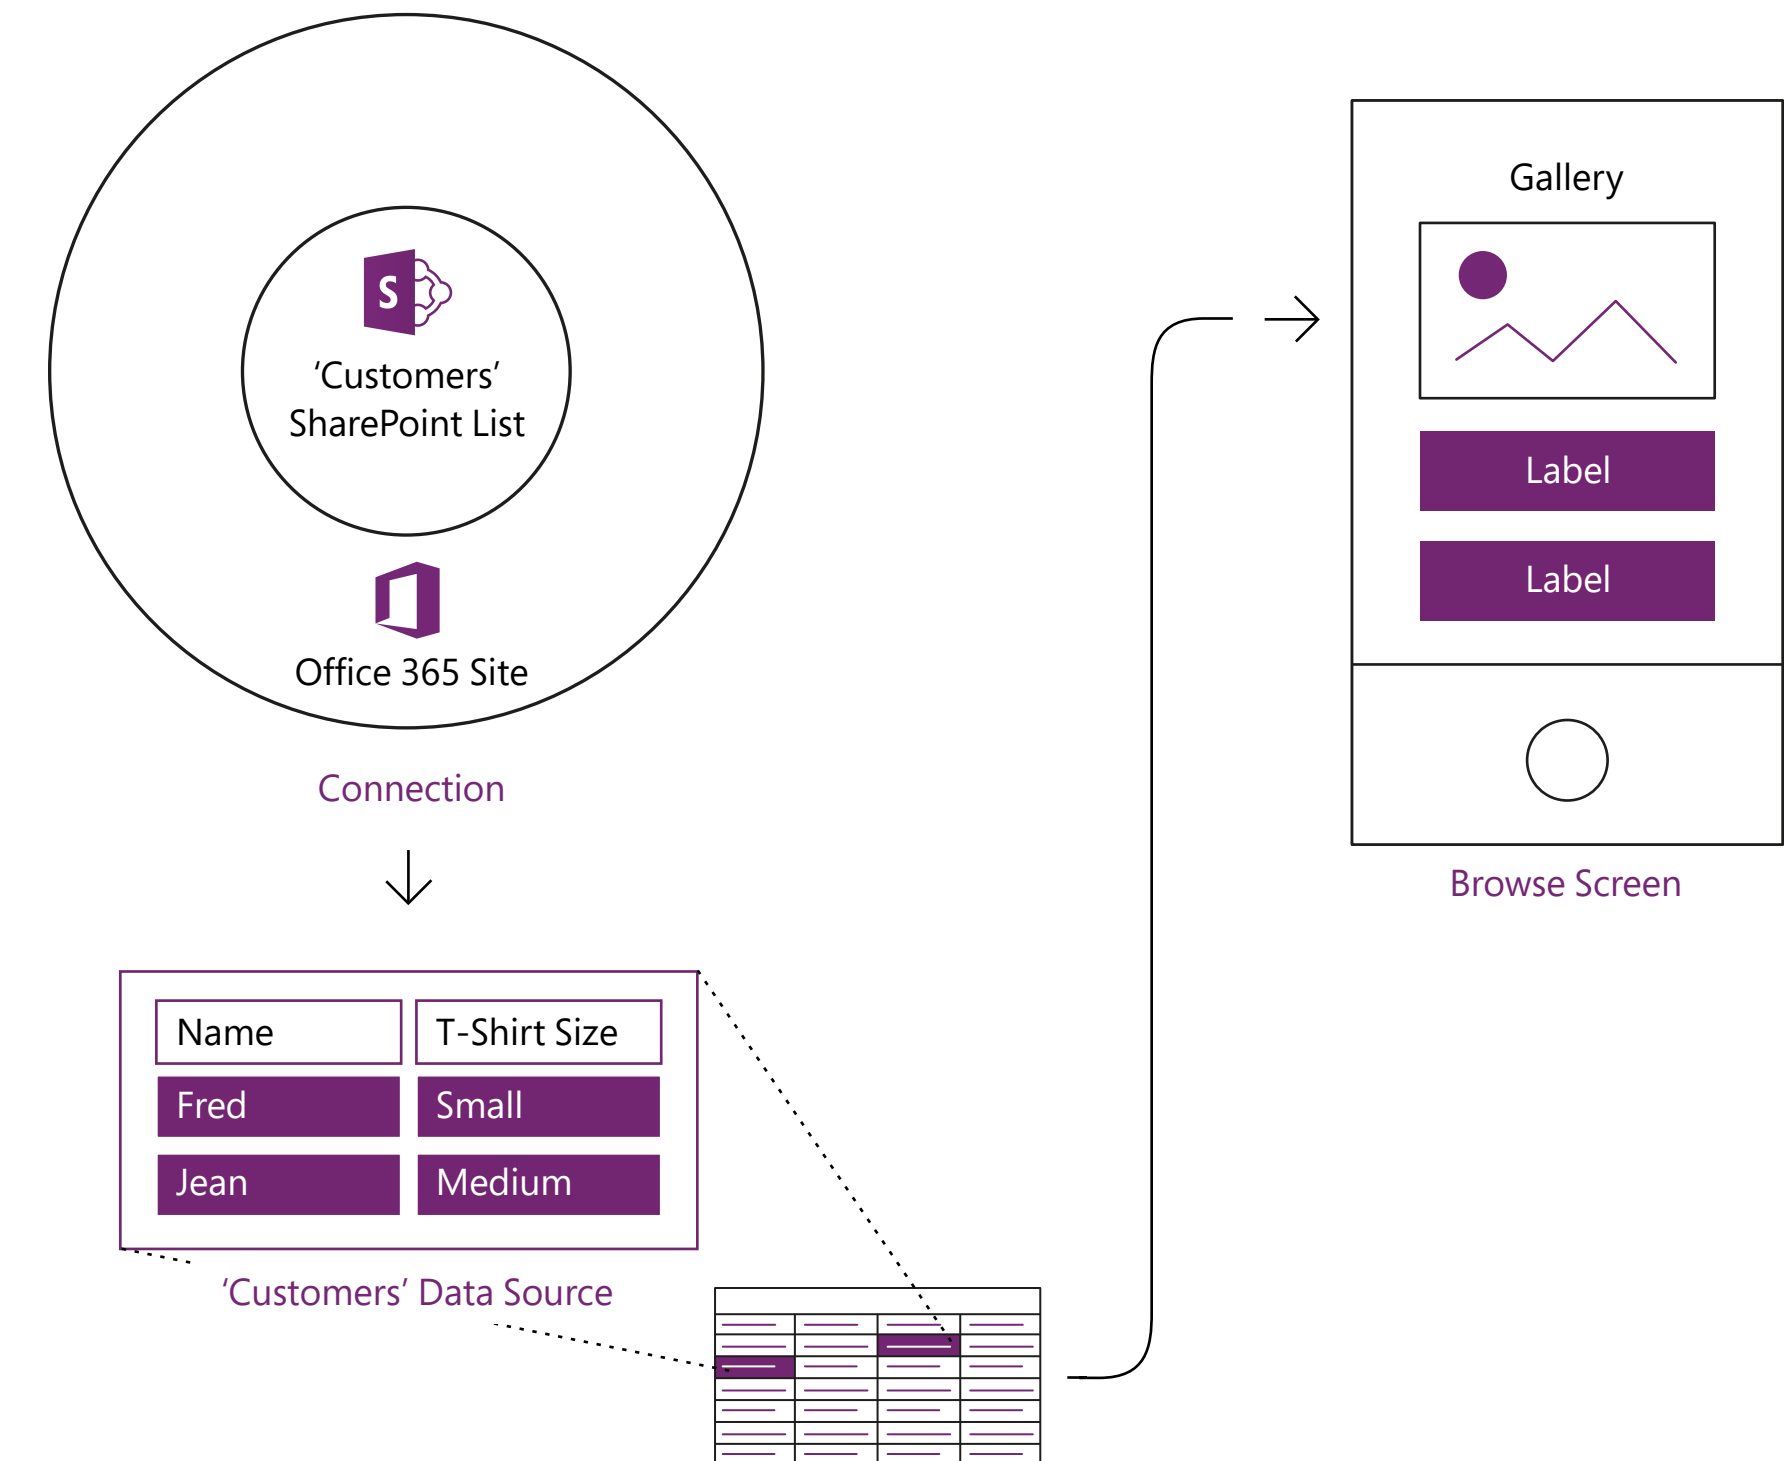 S
‘Customers’
SharePoint List
Office 365 Site
Connection
Name
T-Shirt Size
Fred
Small
Jean
Medium
‘Customers’ Data Source
Gallery
Label
Label
Browse Screen